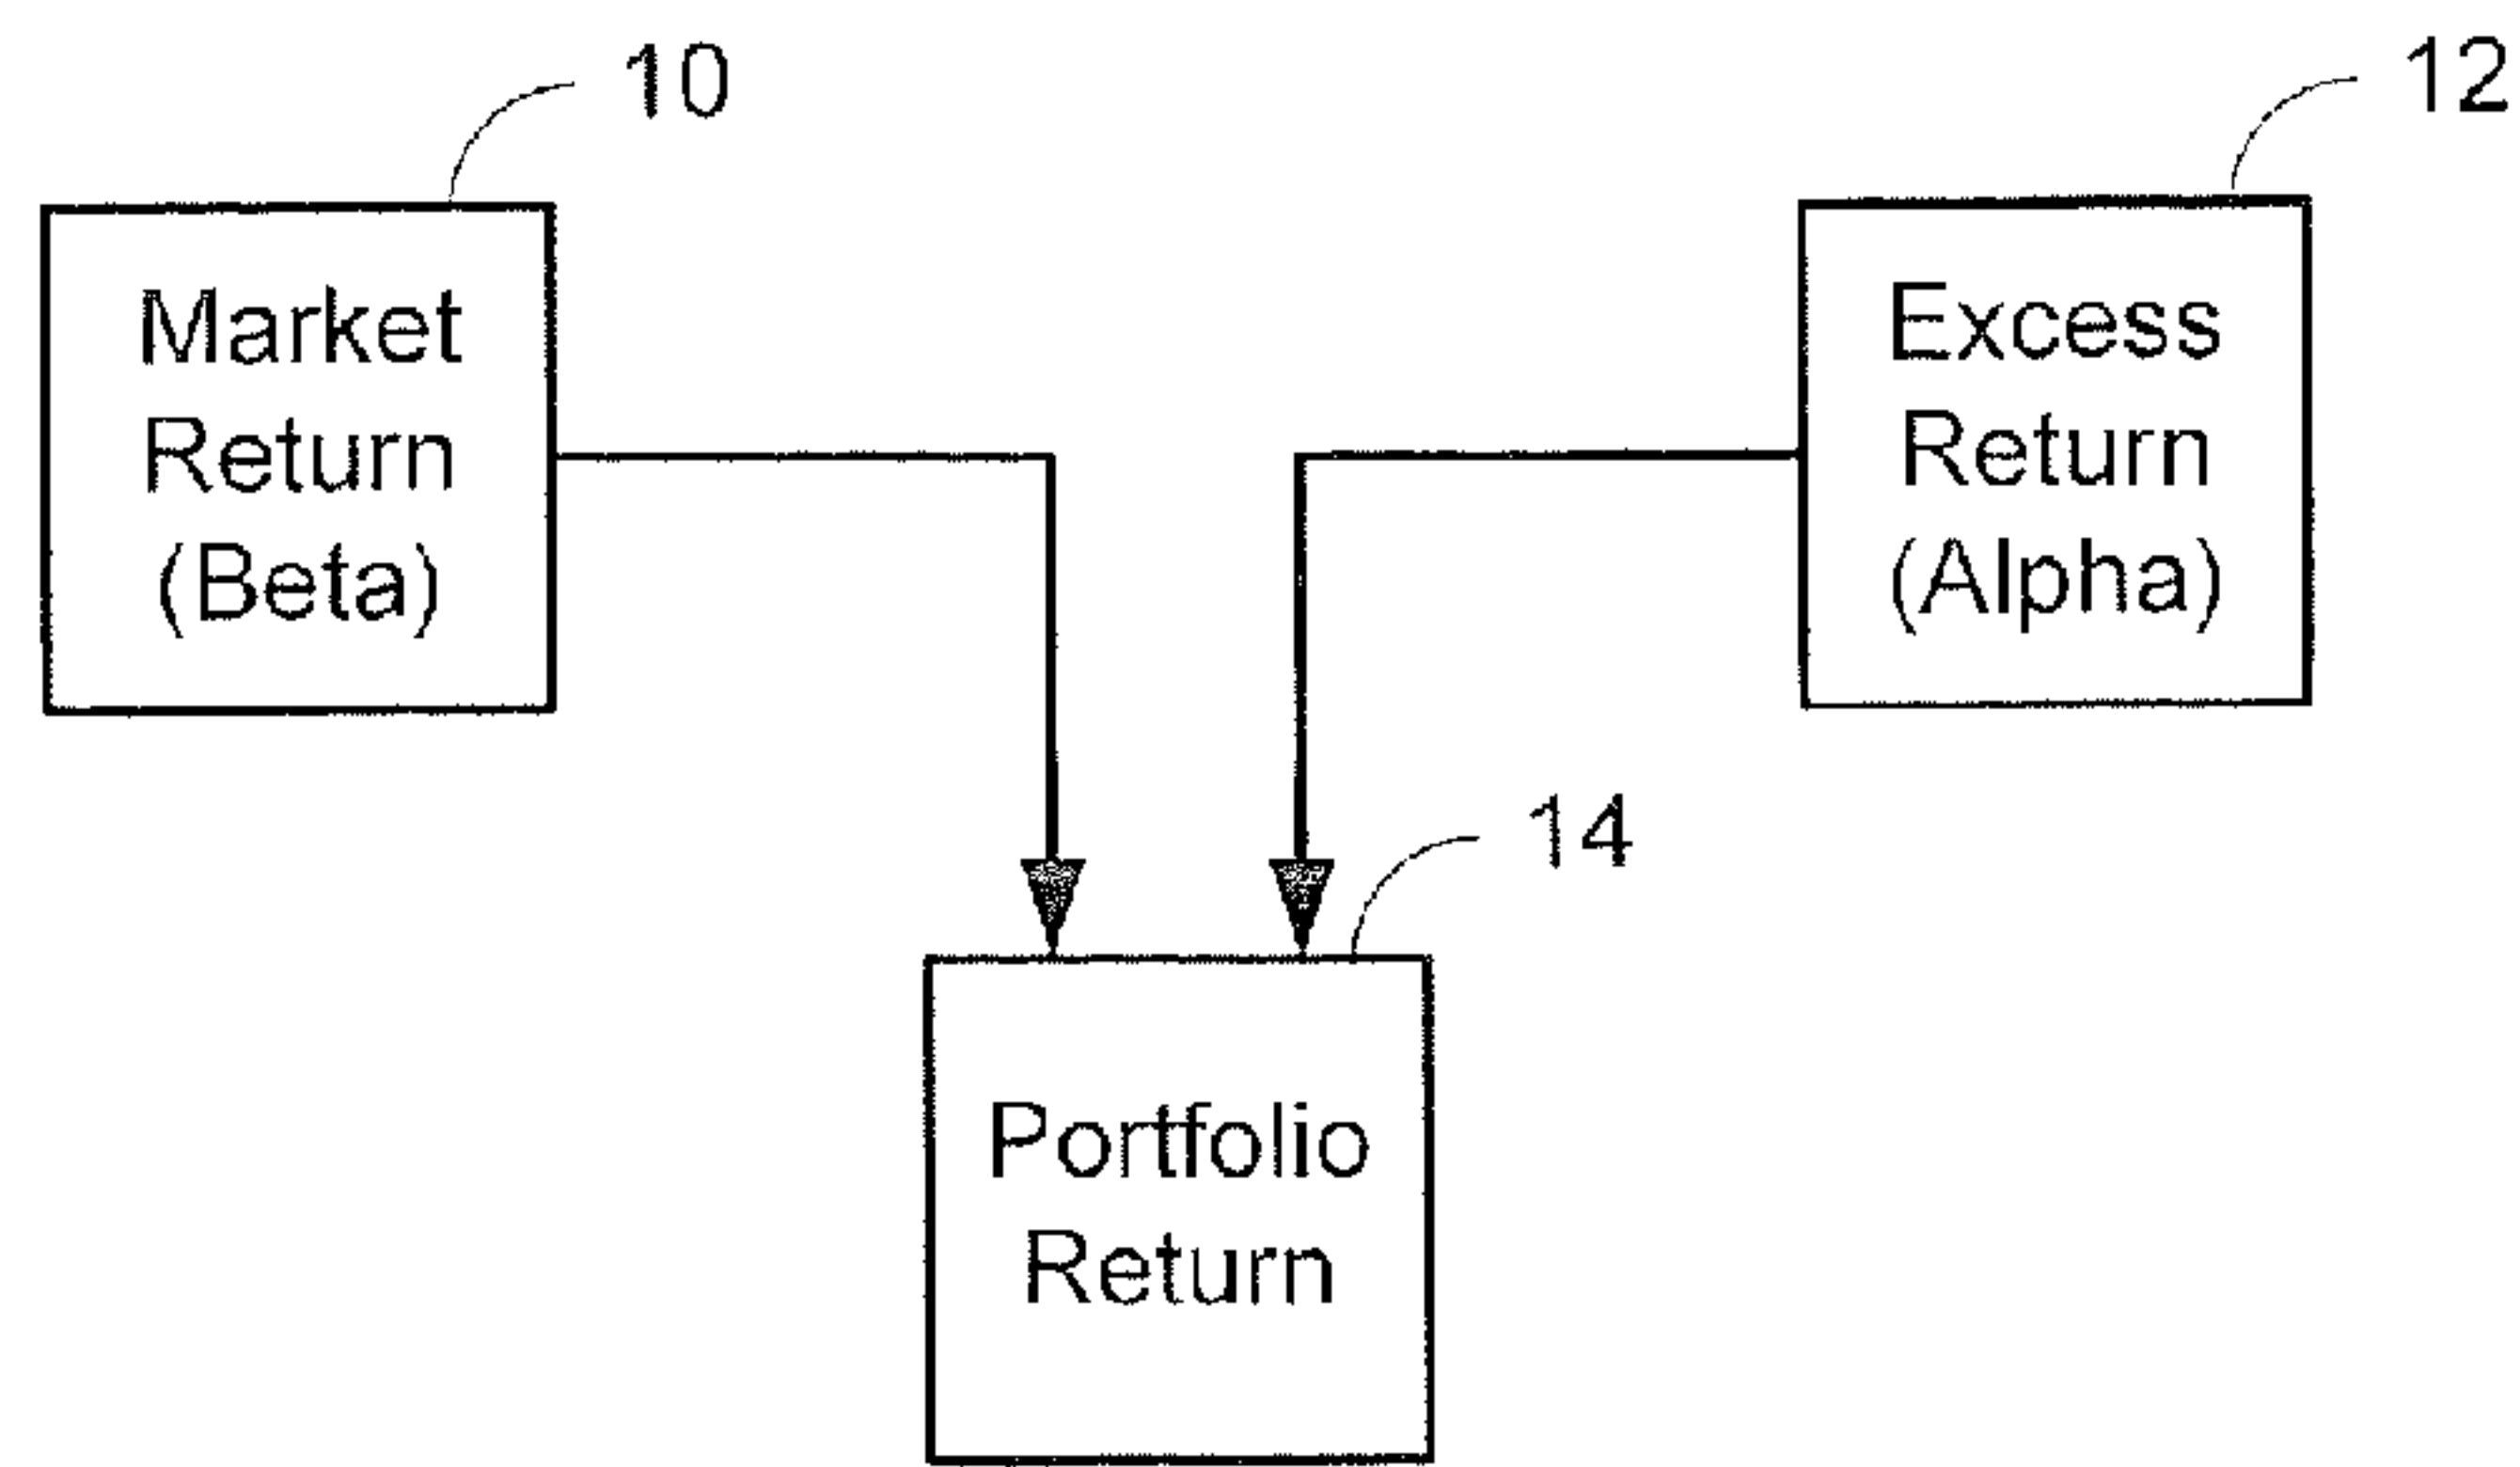 10
12
Market
Return
(Beta)
Excess
Return
(Alpha)
14
Portfolio
Return